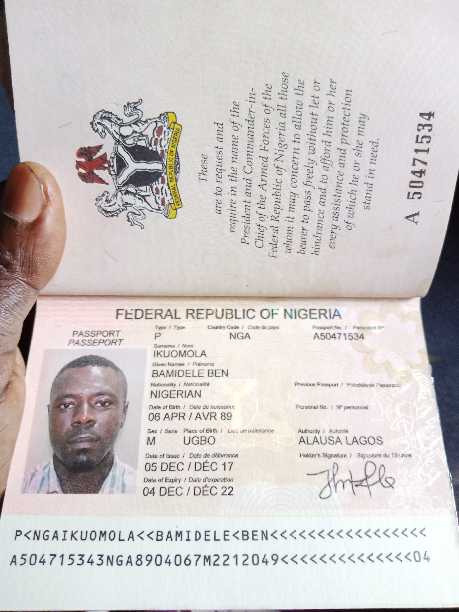 These
are to request and
require in the name of the
President and Commander-in-
Chief of the Armed Forces of the
Federal Republic of Nigeria all those
whom it may concern to allow the
bearer to pass freely without let or
hindrance and to afford him or her
every assistance and protection
of which he or she may
stand in need.
A 50471534
FEDERAL REPUBLIC OF NIGERIA
PASSPORT
PASSEPORT
Type / Type
Country Code / Code du pays
Passport No. / Passeport N°
P
NGA
A50471534
Surname / Nom
IKUOMOLA
Given Names / Prénoms
BAMIDELE BEN
Nationality / Nationalité
Previous Passport / Précédente Passeport
NIGERIAN
Date of Birth / Date de naissance
Personal No. / N° personnel
06 APR / AVR 89
Sex / Sexe
Place of Birth / Lieu de naissance
Authority / Autorité
M
UGBO
ALAUSA LAGOS
Date of Issue / Date de délivrance
Holder's Signature / Signature du Titulaire
05 DEC / DÉC 17
Date of Expiry / Date d'expiration
04 DEC / DÉC 22
P<NGAIKUOMOLA<<BAMIDELE<BEN<<<<<<<<<<<<<<<<<
A504715343NGA8904067M2212049<<<<<<<<<<<<<<04